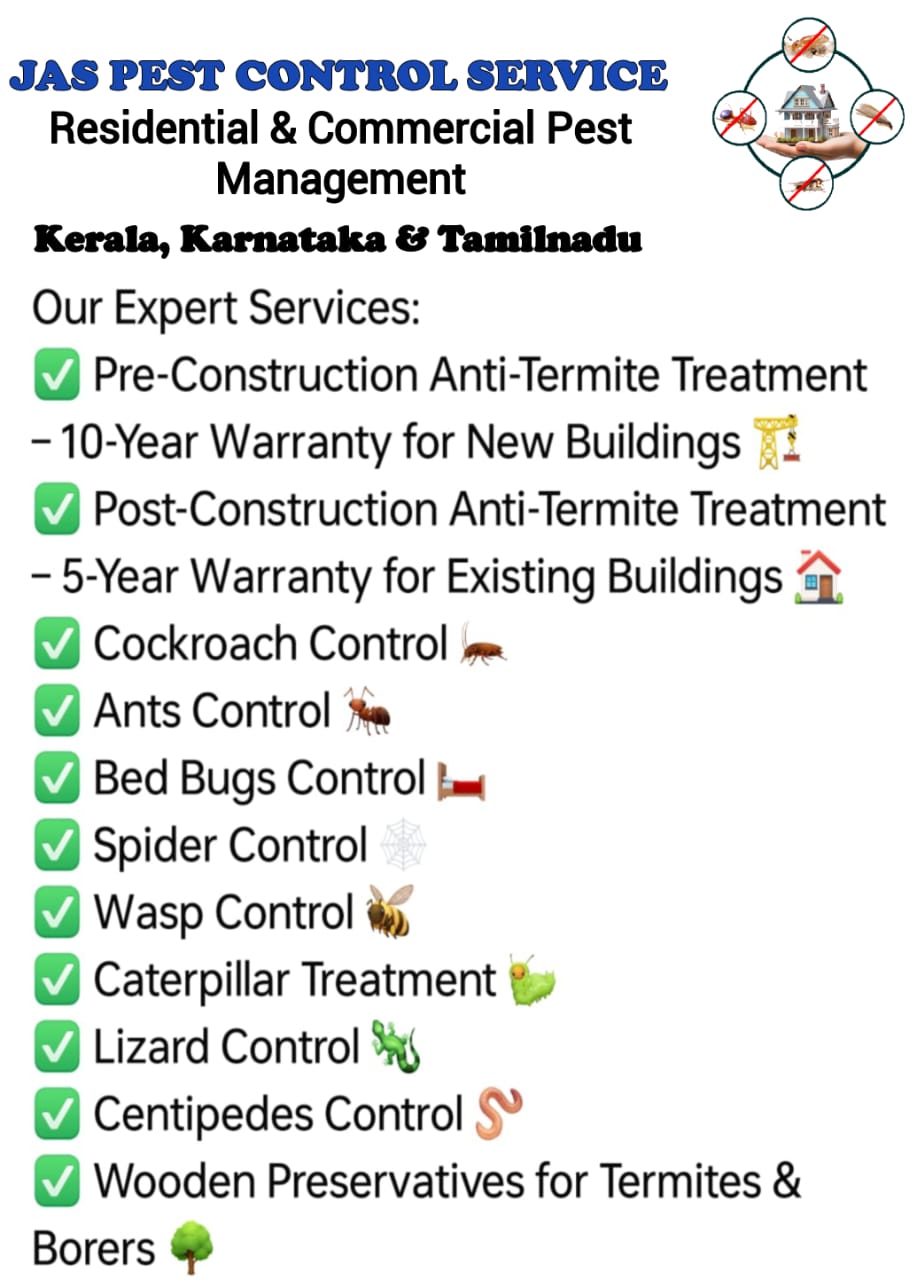 JAS PEST CONTROL SERVICE
Residential & Commercial Pest
Management
Kerala, Karnataka & Tamilnadu
Our Expert Services:
✅ Pre-Construction Anti-Termite Treatment
– 10-Year Warranty for New Buildings 🏗️
✅ Post-Construction Anti-Termite Treatment
– 5-Year Warranty for Existing Buildings 🏠
✅ Cockroach Control 🪳
✅ Ants Control 🐜
✅ Bed Bugs Control 🛏️
✅ Spider Control 🕸️
✅ Wasp Control 🐝
✅ Caterpillar Treatment 🐛
✅ Lizard Control 🦎
✅ Centipedes Control 🪱
✅ Wooden Preservatives for Termites &
Borers 🌳